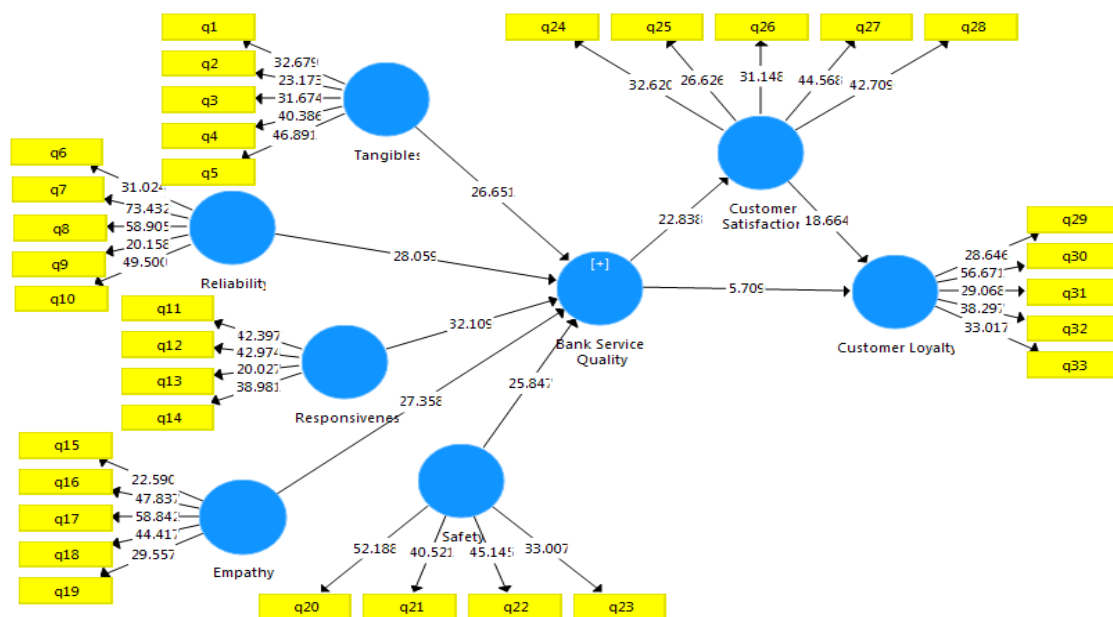 q1
q2
q3
q4
q5
32.679
23.173
31.674
40.386
46.891
Tangibles
26.651
q24
q25
q26
q27
q28
32.620
26.626
31.148
44.568
42.709
Customer
Satisfaction
22.838
18.664
q6
q7
q8
q9
q10
31.024
73.432
58.905
20.158
49.500
Reliability
28.059
[+]
Bank Service
Quality
5.709
Customer Loyalty
28.646
56.671
29.068
38.297
33.017
q29
q30
q31
q32
q33
q11
q12
q13
q14
42.397
42.974
20.027
38.981
Responsivenes
32.109
27.358
25.847
q15
q16
q17
q18
q19
22.590
47.837
58.842
44.417
29.557
Empathy
Safety
52.188
40.521
45.145
33.007
q20
q21
q22
q23